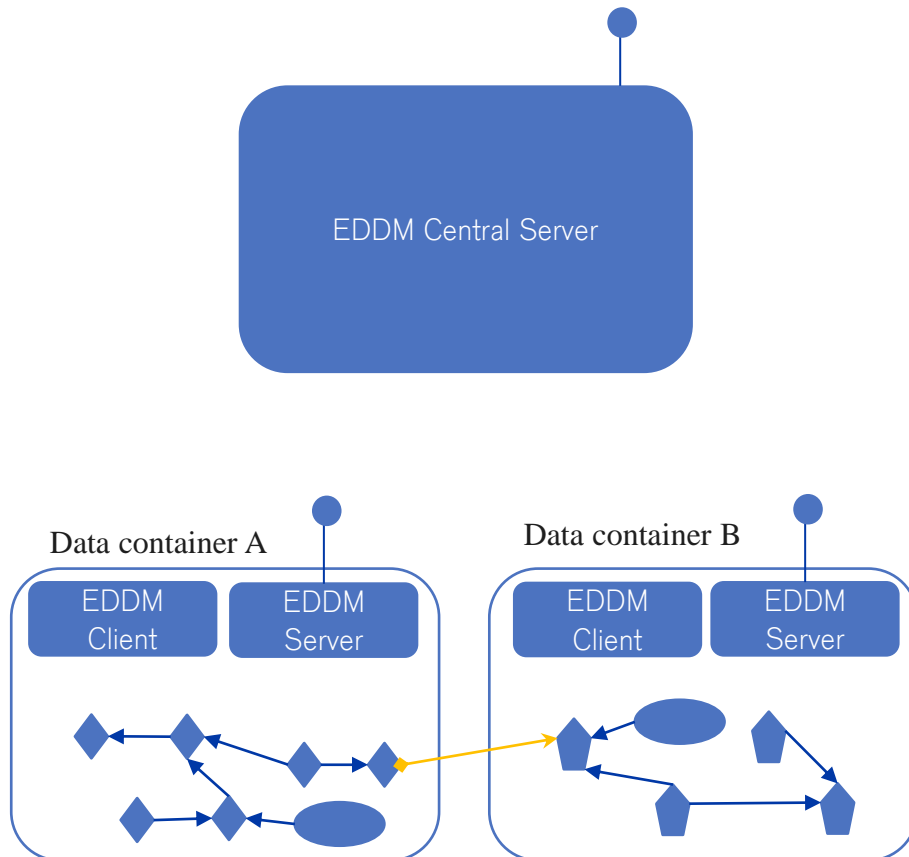 EDDM Central Server
Data container A
EDDM
Client
EDDM
Server
Data container B
EDDM
Client
EDDM
Server